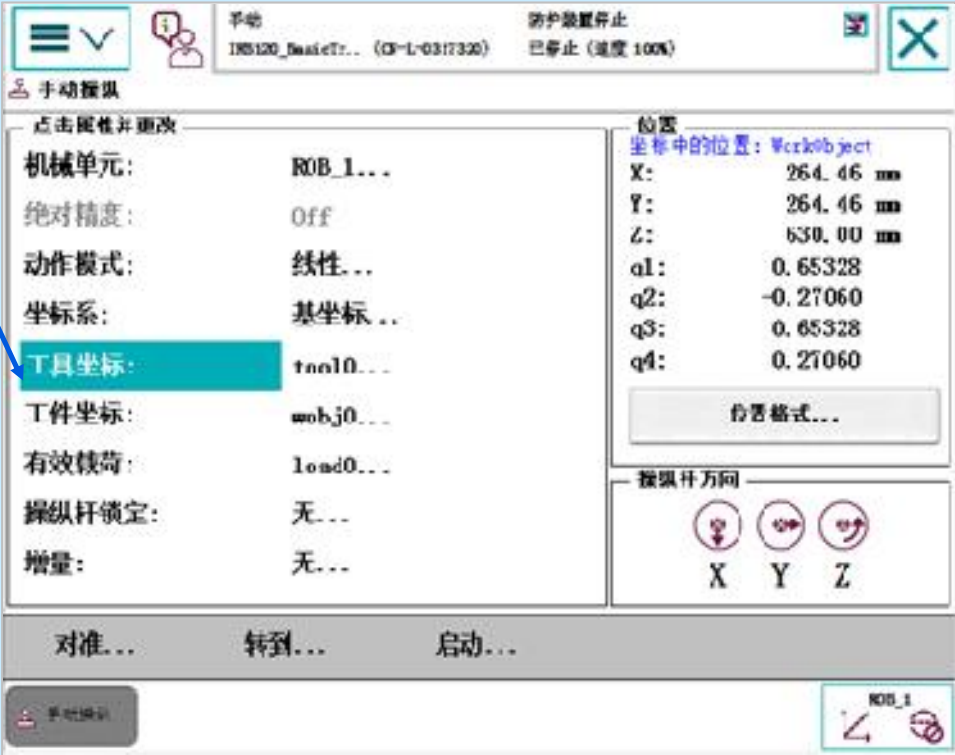 手动
防护装置停止
IRB120_BasicTr.. (CN-L-0317320)
已停止 (速度 100%)
手动操纵
点击属性并更改
机械单元: ROB_1...
绝对精度: Off
动作模式: 线性...
坐标系: 基坐标...
工具坐标: tool0...
工件坐标: wobj0...
有效载荷: load0...
操纵杆锁定: 无...
增量: 无...
位置
坐标中的位置: WorkObject
X: 264.46 mm
Y: 264.46 mm
Z: 630.00 mm
q1: 0.65328
q2: -0.27060
q3: 0.65328
q4: 0.27060
位置格式...
操纵杆方向
X Y Z
对准... 转到... 启动...
手动操纵
ROB_1